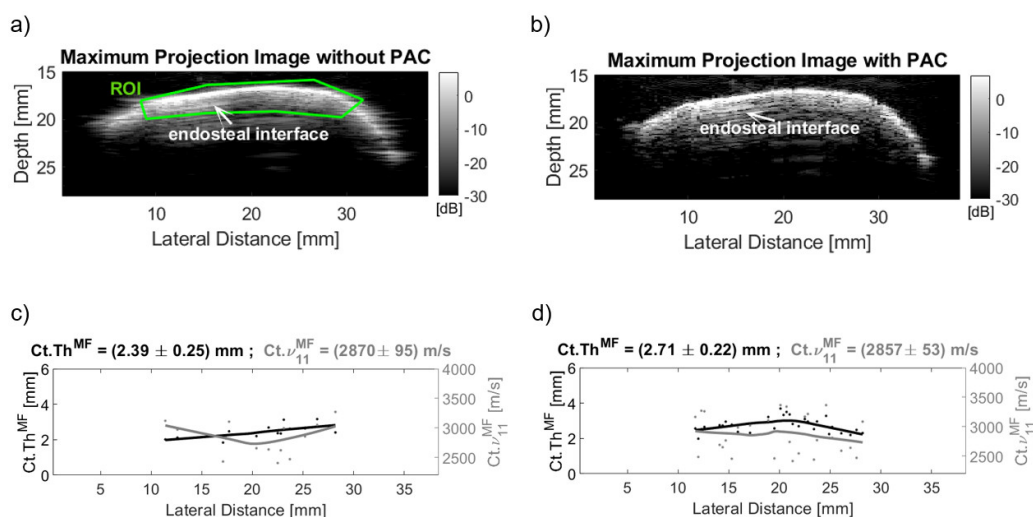 a)
Maximum Projection Image without PAC
15
20
25
Depth [mm]
ROI
endosteal interface
0
-10
-20
-30
[dB]
10 20 30
Lateral Distance [mm]
b)
Maximum Projection Image with PAC
15
20
25
Depth [mm]
endosteal interface
0
-10
-20
-30
[dB]
10 20 30
Lateral Distance [mm]
c)
Ct.Th^MF = (2.39 ± 0.25) mm ; Ct.ν₁₁^MF = (2870± 95) m/s
6
4
2
0
Ct.Th^MF [mm]
4000
3500
3000
2500
Ct.ν₁₁^MF [m/s]
5 10 15 20 25 30 35
Lateral Distance [mm]
d)
Ct.Th^MF = (2.71 ± 0.22) mm ; Ct.ν₁₁^MF = (2857± 53) m/s
6
4
2
0
Ct.Th^MF [mm]
4000
3500
3000
2500
Ct.ν₁₁^MF [m/s]
5 10 15 20 25 30 35
Lateral Distance [mm]